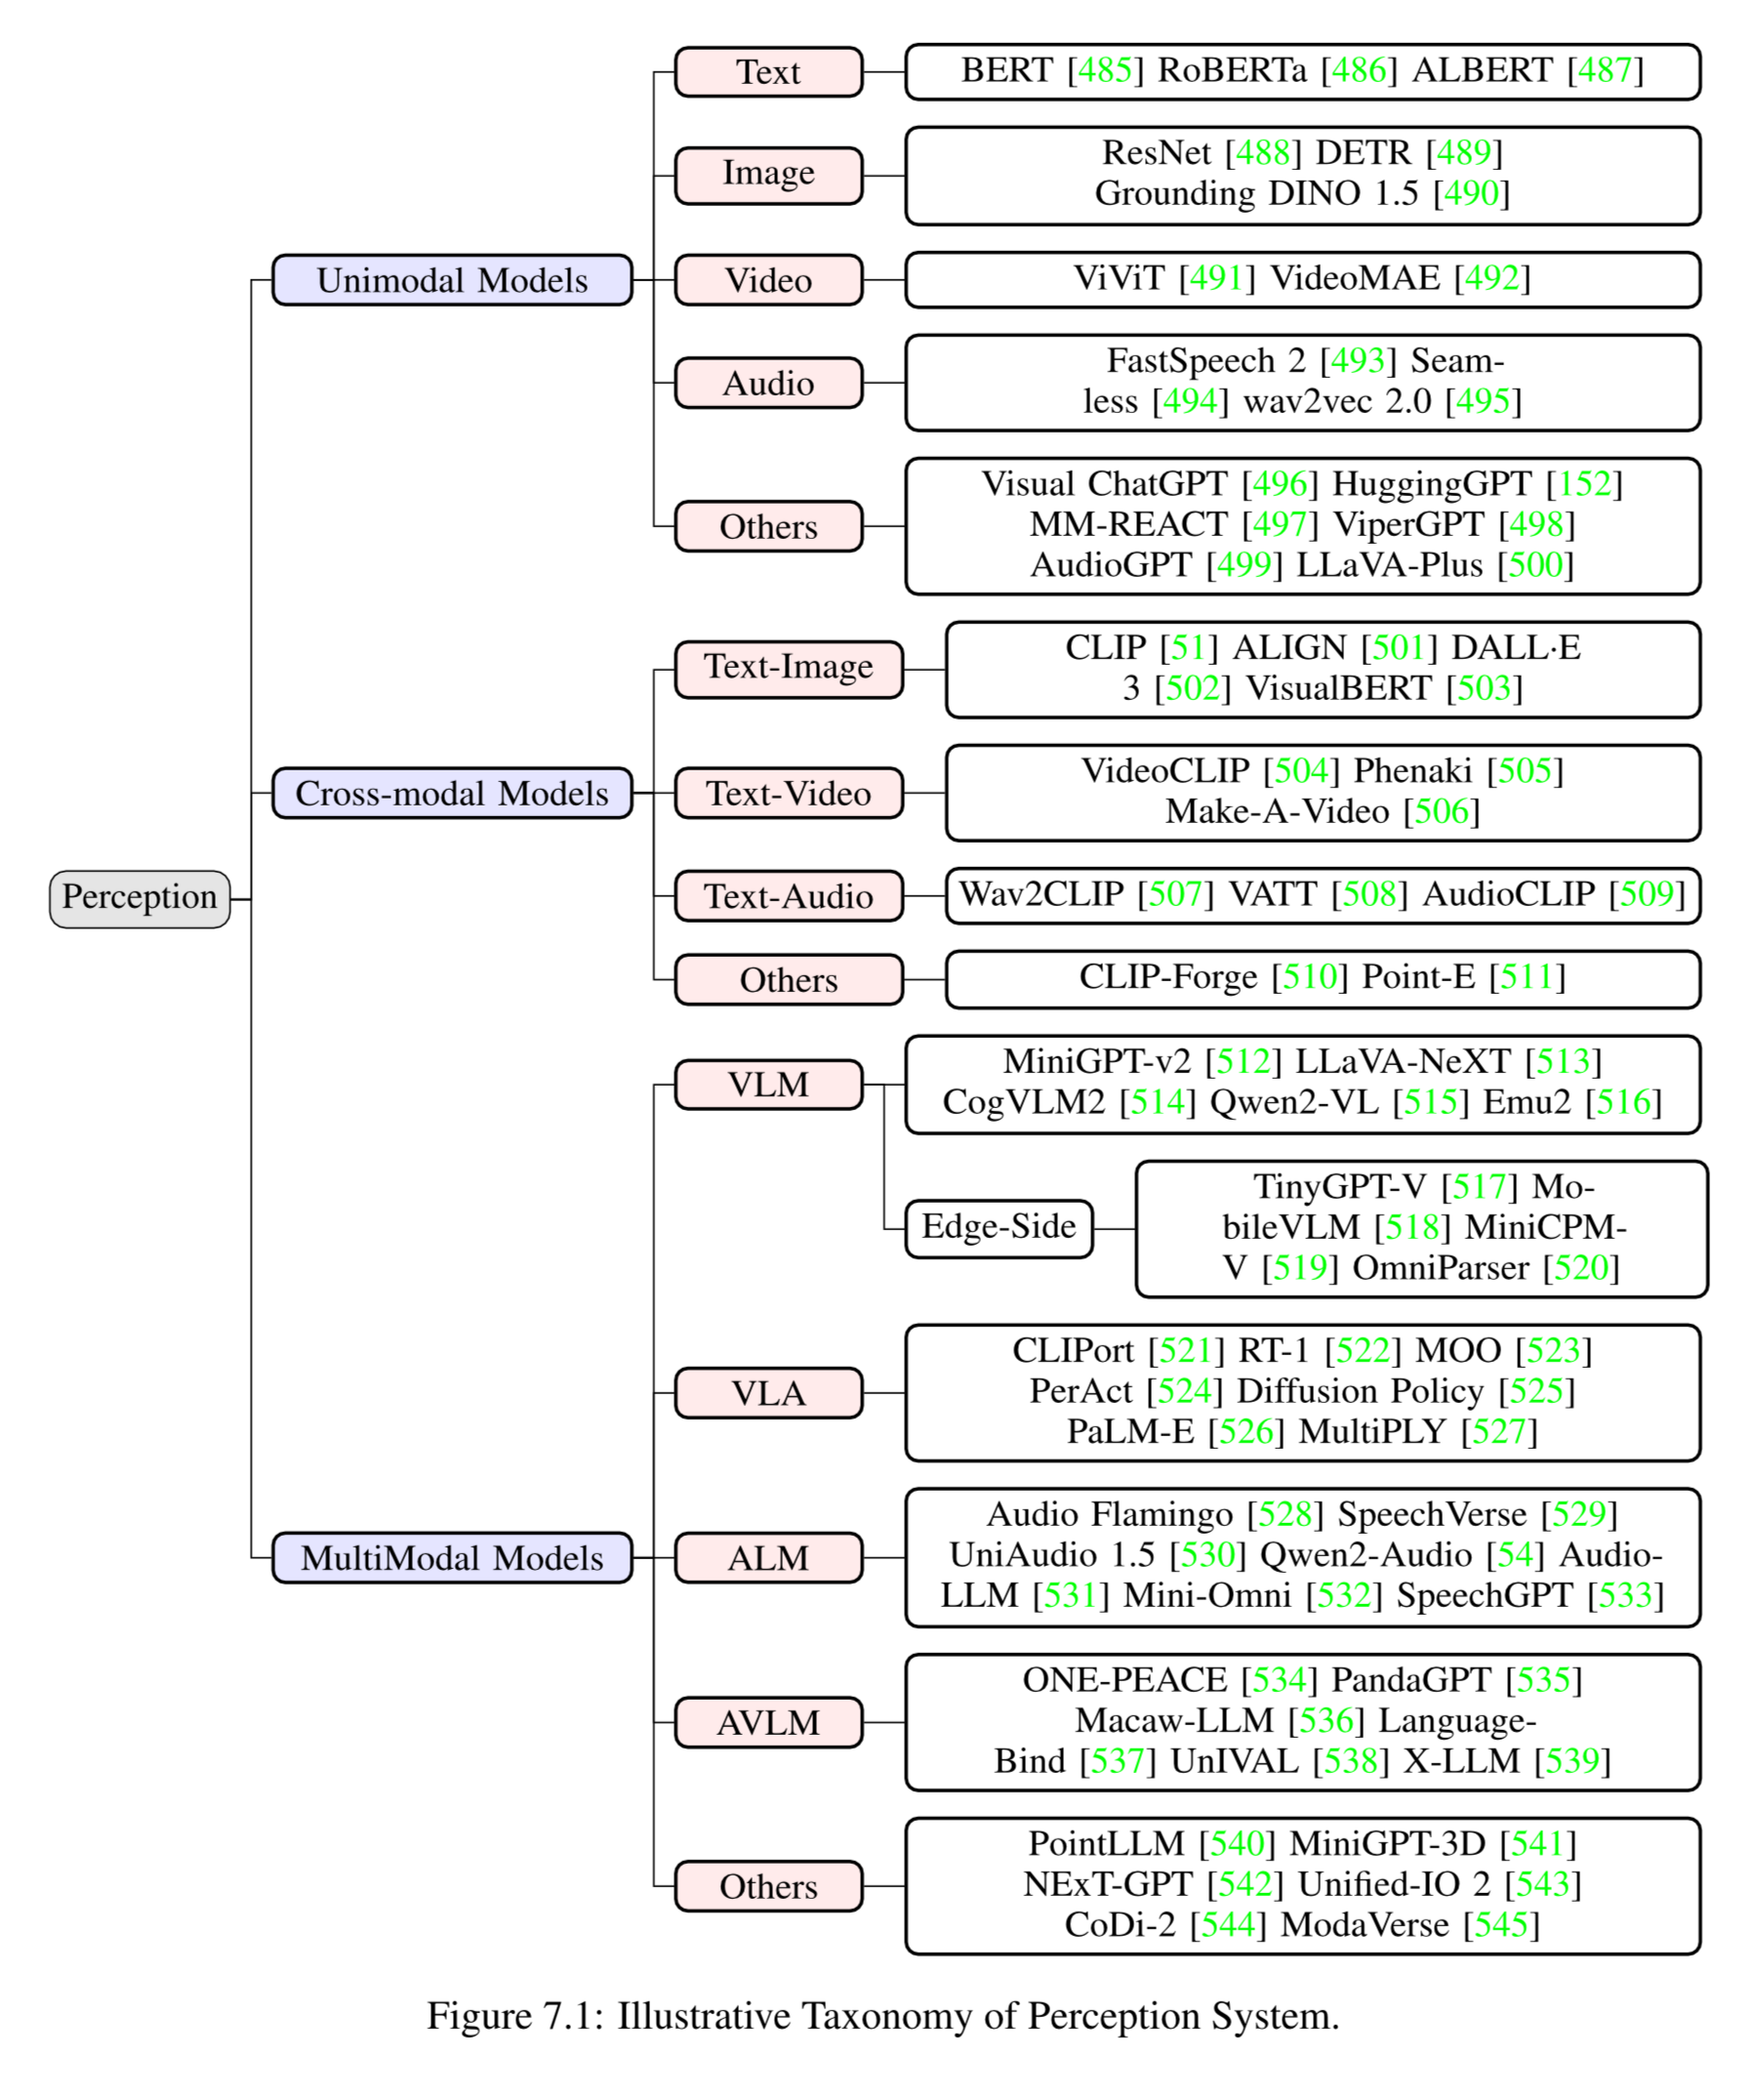 Perception
Unimodal Models
Text
BERT [485] RoBERTa [486] ALBERT [487]
Image
ResNet [488] DETR [489]
Grounding DINO 1.5 [490]
Video
ViViT [491] VideoMAE [492]
Audio
FastSpeech 2 [493] Seam-
less [494] wav2vec 2.0 [495]
Others
Visual ChatGPT [496] HuggingGPT [152]
MM-REACT [497] ViperGPT [498]
AudioGPT [499] LLaVA-Plus [500]
Cross-modal Models
Text-Image
CLIP [51] ALIGN [501] DALL·E
3 [502] VisualBERT [503]
Text-Video
VideoCLIP [504] Phenaki [505]
Make-A-Video [506]
Text-Audio
Wav2CLIP [507] VATT [508] AudioCLIP [509]
Others
CLIP-Forge [510] Point-E [511]
MultiModal Models
VLM
MiniGPT-v2 [512] LLaVA-NeXT [513]
CogVLM2 [514] Qwen2-VL [515] Emu2 [516]
Edge-Side
TinyGPT-V [517] Mo-
bileVLM [518] MiniCPM-
V [519] OmniParser [520]
VLA
CLIPort [521] RT-1 [522] MOO [523]
PerAct [524] Diffusion Policy [525]
PaLM-E [526] MultiPLY [527]
ALM
Audio Flamingo [528] SpeechVerse [529]
UniAudio 1.5 [530] Qwen2-Audio [54] Audio-
LLM [531] Mini-Omni [532] SpeechGPT [533]
AVLM
ONE-PEACE [534] PandaGPT [535]
Macaw-LLM [536] Language-
Bind [537] UnIVAL [538] X-LLM [539]
Others
PointLLM [540] MiniGPT-3D [541]
NExT-GPT [542] Unified-IO 2 [543]
CoDi-2 [544] ModaVerse [545]
Figure 7.1: Illustrative Taxonomy of Perception System.